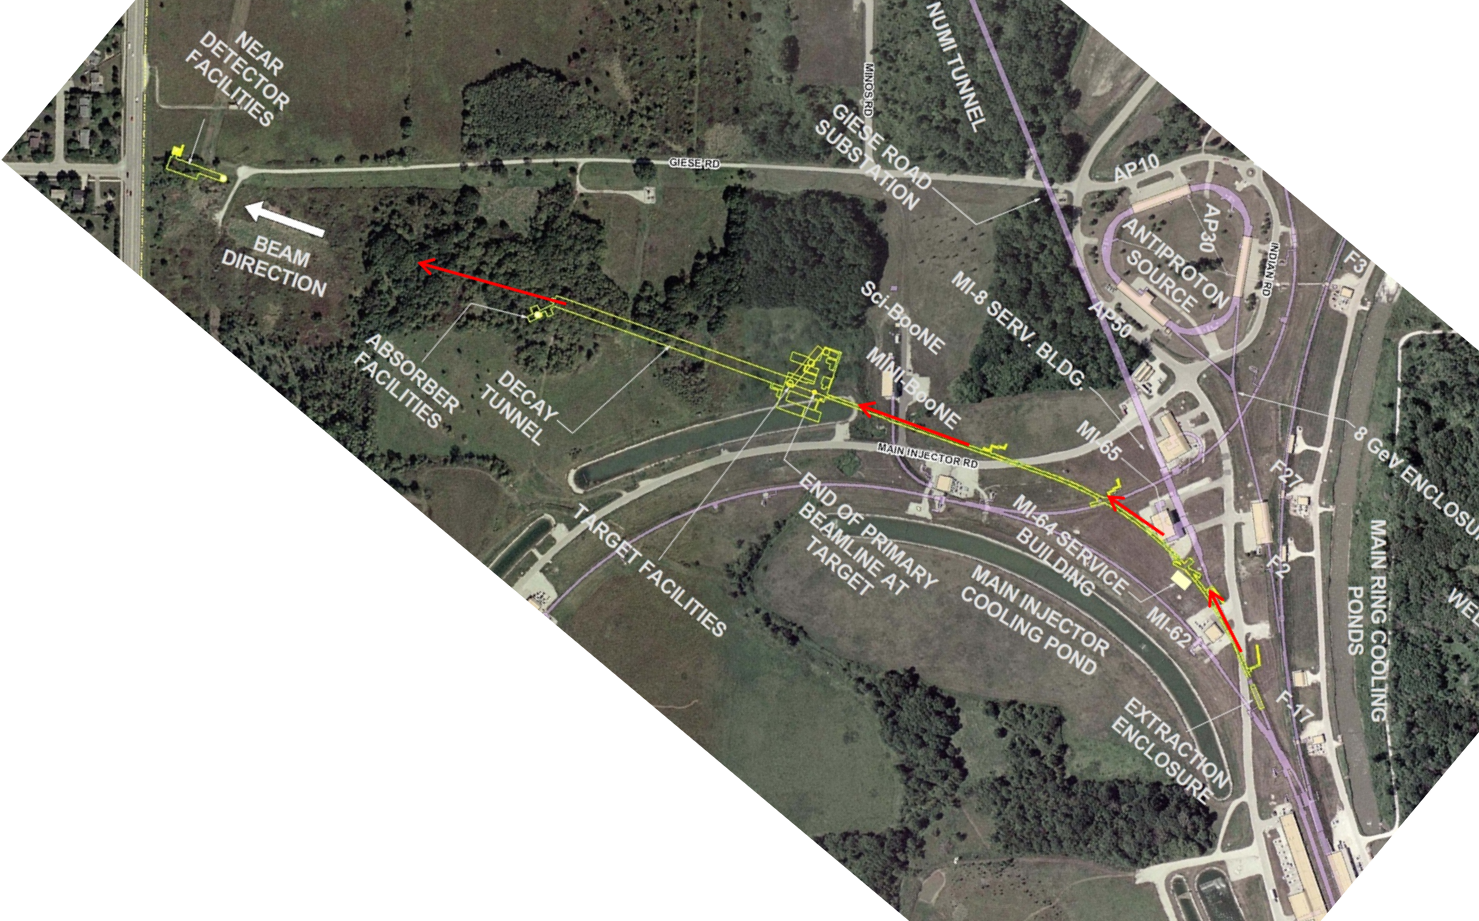 NEAR
DETECTOR
FACILITIES
BEAM
DIRECTION
GIESE RD
MINOS RD
NUMI TUNNEL
GIESE ROAD
SUBSTATION
AP10
AP30
ANTIPROTON
SOURCE
AP50
INDIAN RD
F3
MI-8 SERV. BLDG.
Sci-BooNE
MINI-BooNE
ABSORBER
FACILITIES
DECAY
TUNNEL
MAIN INJECTOR RD
MI-65
8 GeV ENCLOSU
F27
F2
TARGET FACILITIES
END OF PRIMARY
BEAMLINE AT
TARGET
MI-64 SERVICE
BUILDING
MAIN INJECTOR
COOLING POND
MI-62
MAIN RING COOLING
PONDS
WE
F-17
EXTRACTION
ENCLOSURE